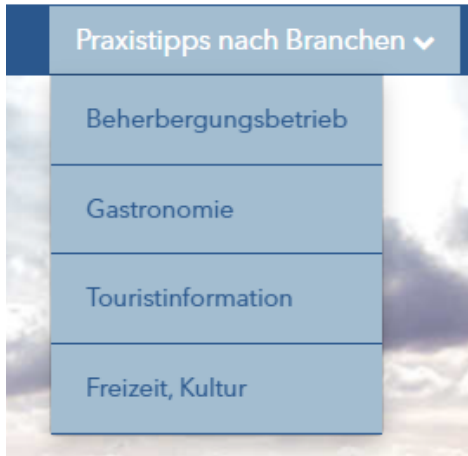 Praxistipps nach Branchen
Beherbergungsbetrieb
Gastronomie
Touristinformation
Freizeit, Kultur